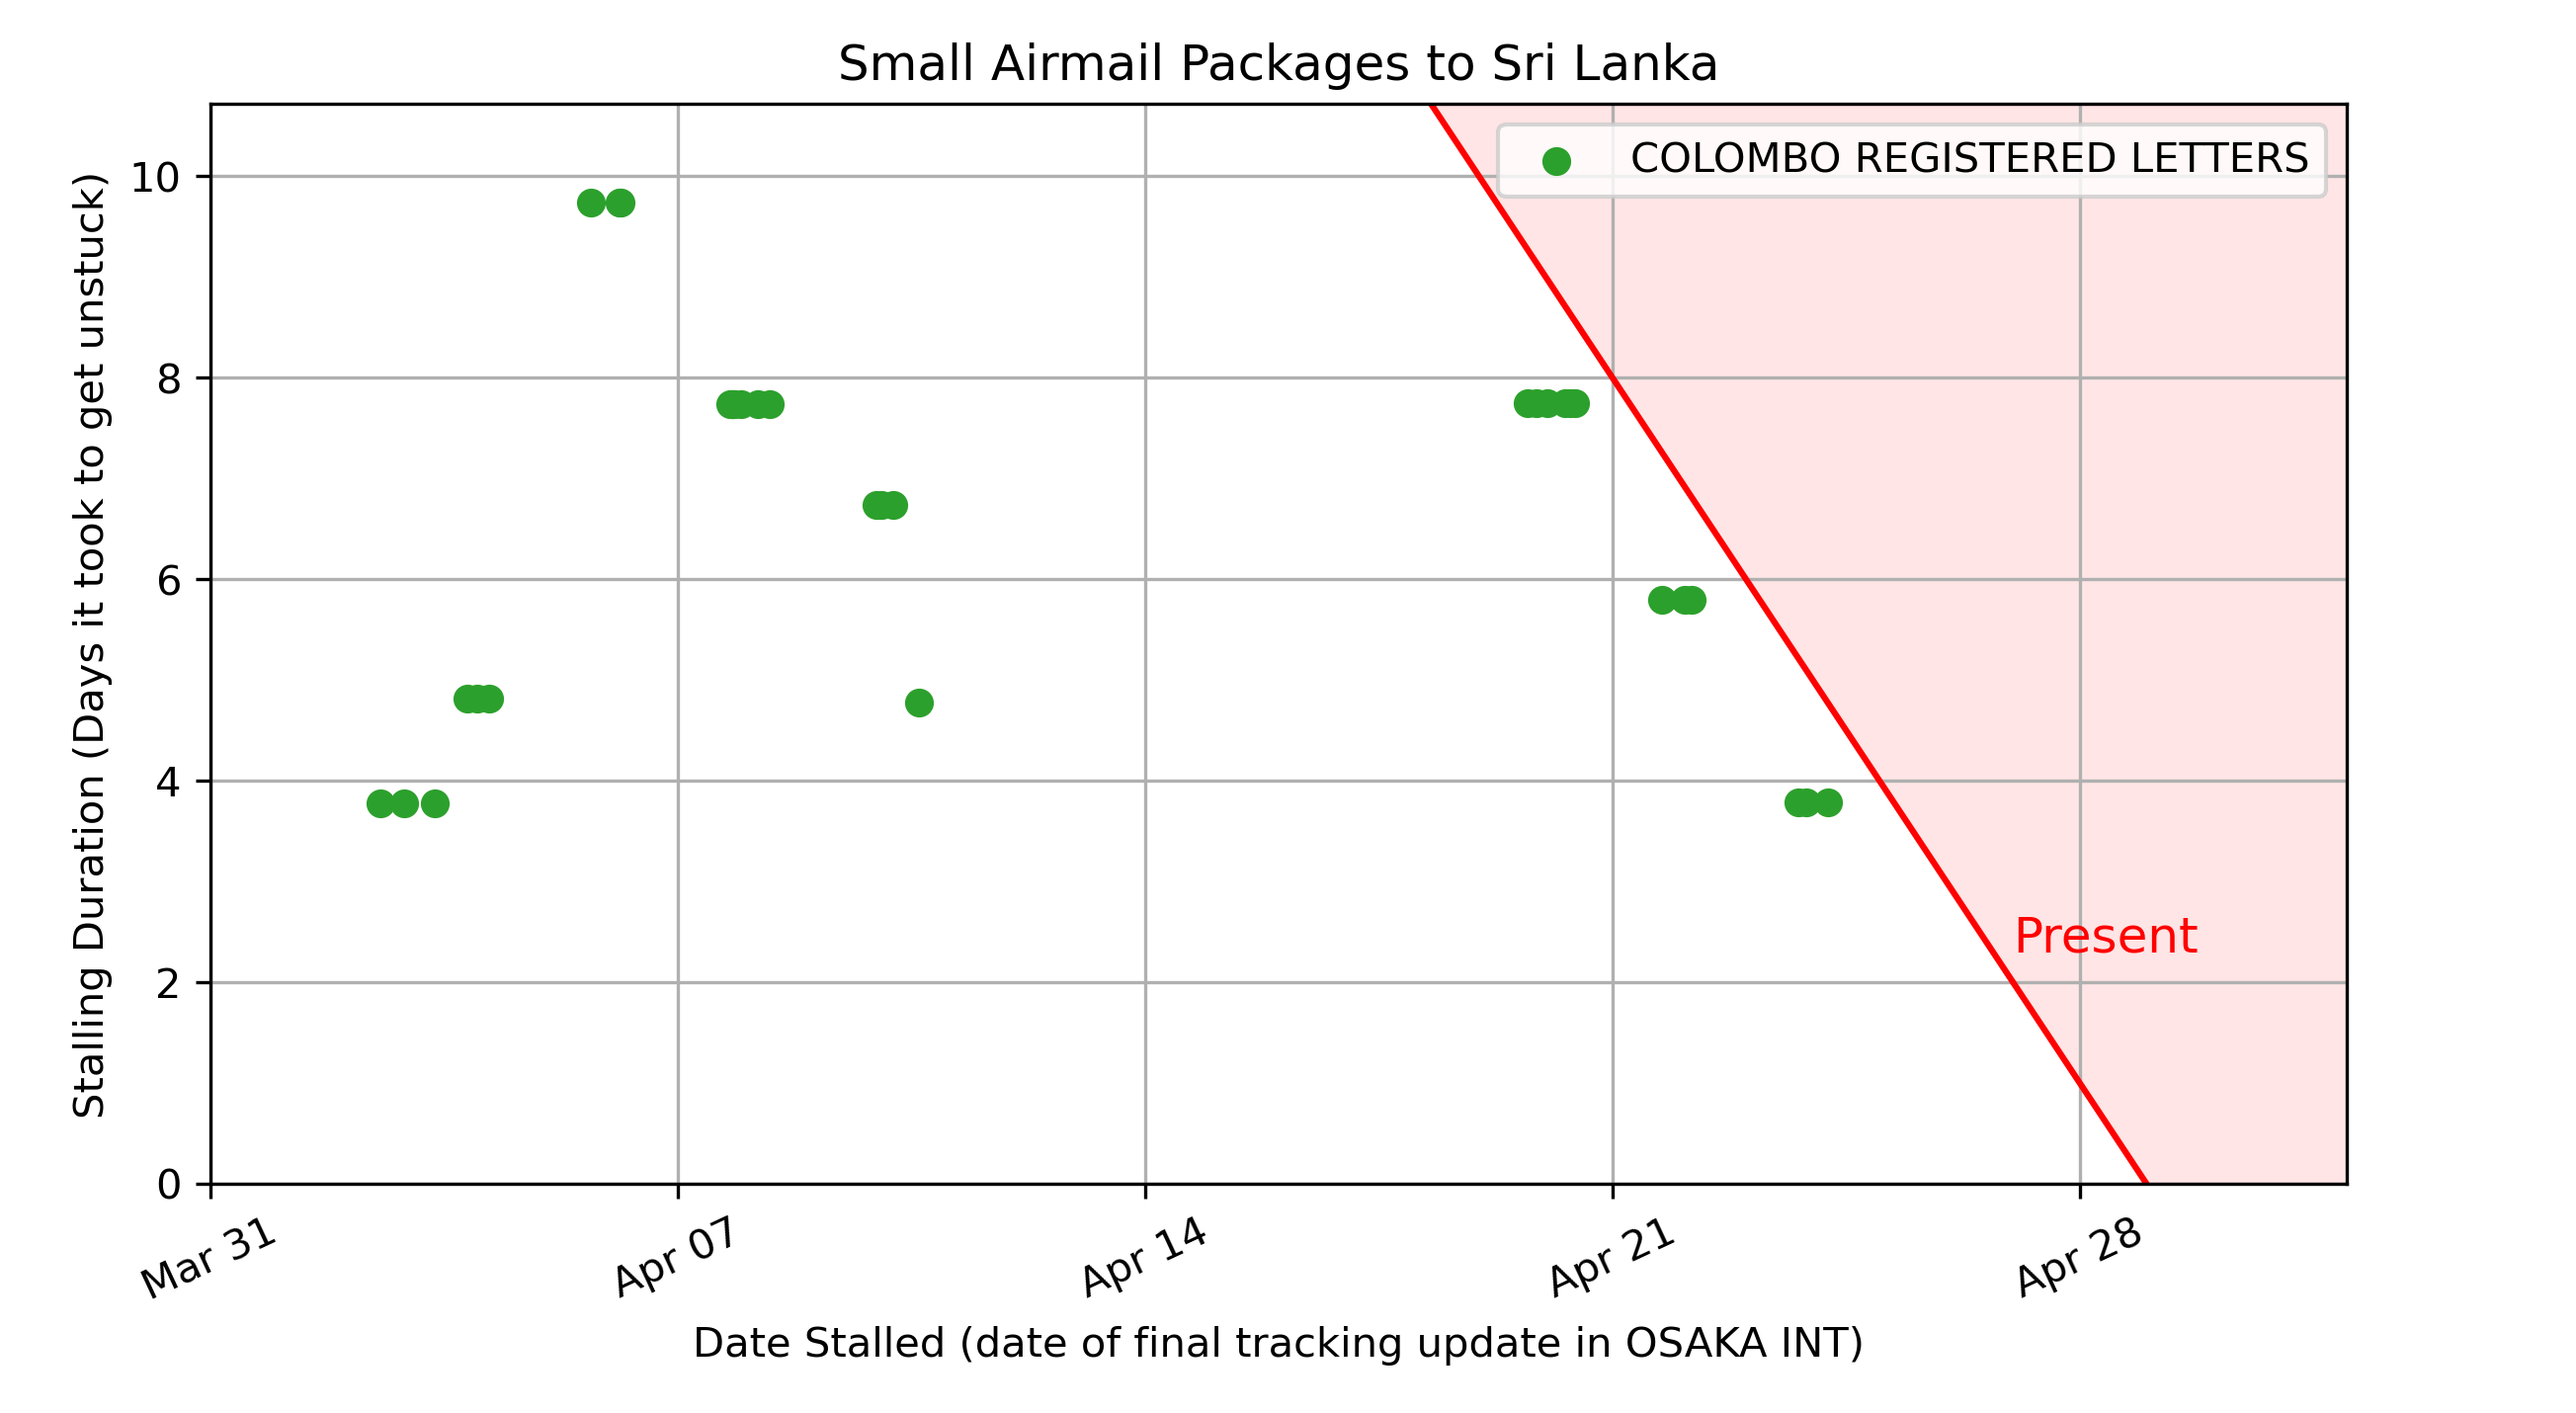 Small Airmail Packages to Sri Lanka
COLOMBO REGISTERED LETTERS
Stalling Duration (Days it took to get unstuck)
10
8
6
4
2
0
Present
Mar 31
Apr 07
Apr 14
Apr 21
Apr 28
Date Stalled (date of final tracking update in OSAKA INT)